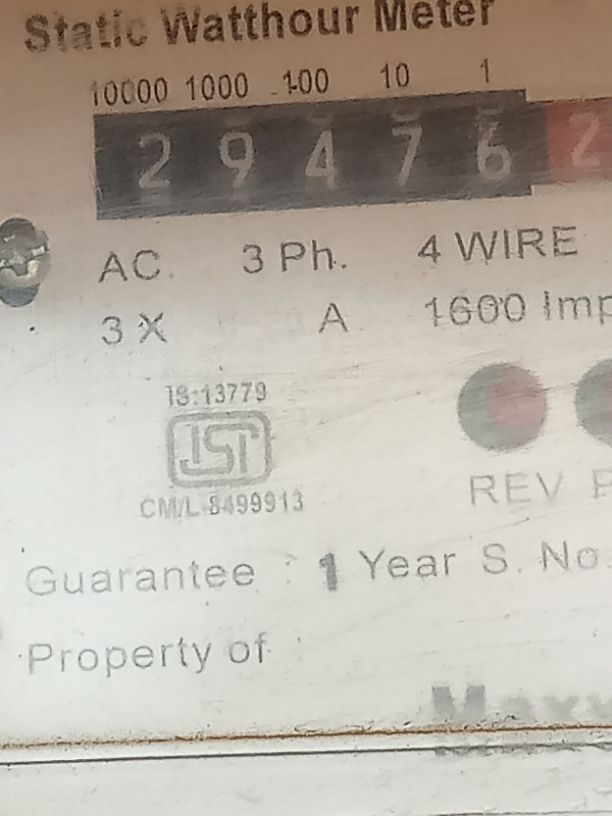 Static Watthour Meter
10000 1000 100 10 1
2 9 4 7 6 2
AC. 3 Ph. 4 WIRE
3 X A 1600 Imp
IS:13779
ISI
CM/L-8499913
REV
Guarantee : 1 Year S. No.
Property of :